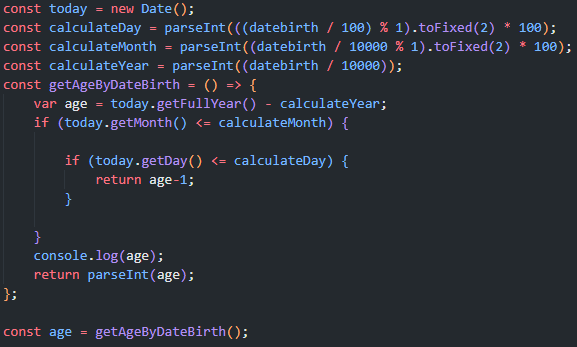 const today = new Date();
const calculateDay = parseInt(((datebirth / 100) % 1).toFixed(2) * 100);
const calculateMonth = parseInt((datebirth / 10000 % 1).toFixed(2) * 100);
const calculateYear = parseInt((datebirth / 10000));
const getAgeByDateBirth = () => {
    var age = today.getFullYear() - calculateYear;
    if (today.getMonth() <= calculateMonth) {
        if (today.getDay() <= calculateDay) {
            return age-1;
        }
    }
    console.log(age);
    return parseInt(age);
};
const age = getAgeByDateBirth();